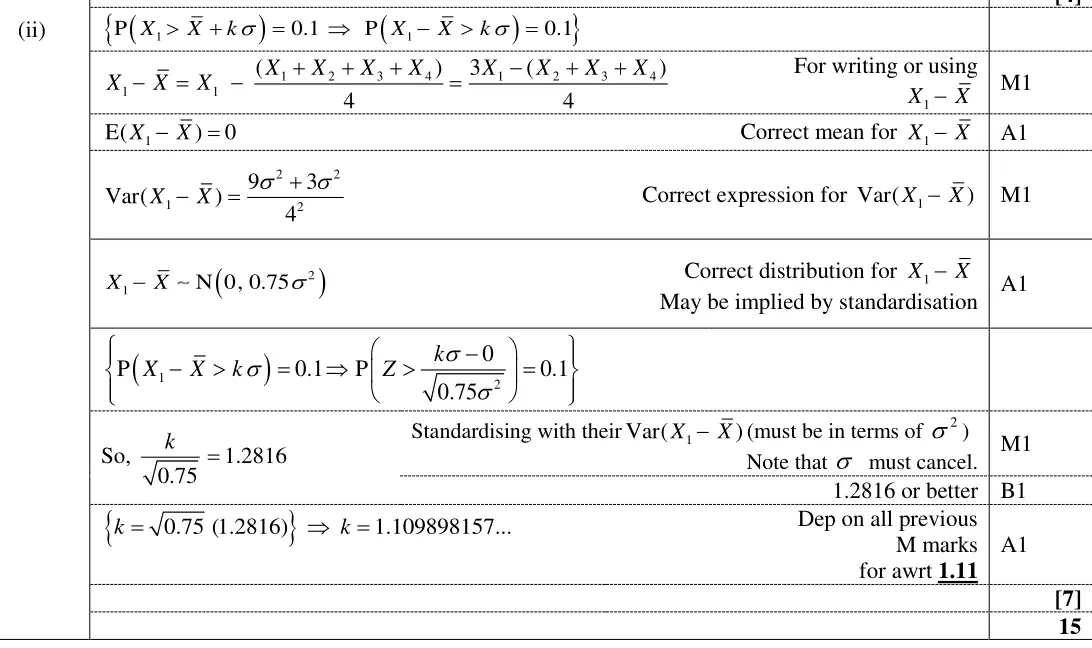 [4]
(ii) {P(X₁ > X̅ + kσ) = 0.1 ⇒ P(X₁ − X̅ > kσ) = 0.1}
X₁ − X̅ = X₁ − (X₁ + X₂ + X₃ + X₄)/4 = (3X₁ − (X₂ + X₃ + X₄))/4 For writing or using X₁ − X̅ M1
E(X₁ − X̅) = 0 Correct mean for X₁ − X̅ A1
Var(X₁ − X̅) = (9σ² + 3σ²)/4² Correct expression for Var(X₁ − X̅) M1
X₁ − X̅ ~ N(0, 0.75σ²) Correct distribution for X₁ − X̅ A1
May be implied by standardisation
{P(X₁ − X̅ > kσ) = 0.1 ⇒ P(Z > (kσ − 0)/√(0.75σ²)) = 0.1}
So, k/√0.75 = 1.2816 Standardising with their Var(X₁ − X̅) (must be in terms of σ²) M1
Note that σ must cancel.
1.2816 or better B1
{k = √0.75 (1.2816)} ⇒ k = 1.109898157... Dep on all previous
M marks A1
for awrt 1.11
[7]
15